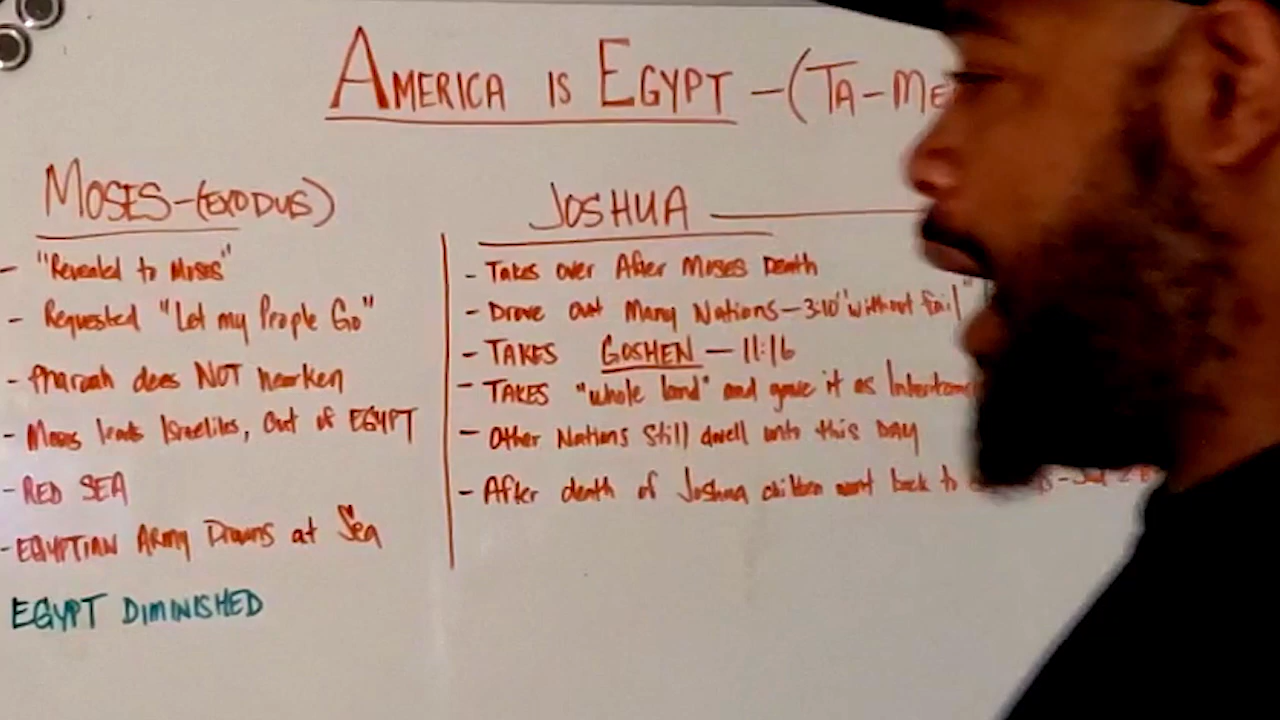 AMERICA IS EGYPT - (TA-ME
MOSES-(EXODUS)
- "Revealed to Moses"
- Requested "Let my People Go"
- Pharaoh does NOT hearken
- Moses leads Israelites, Out of EGYPT
- RED SEA
- EGYPTIAN Army Drowns at Sea
EGYPT DIMINISHED
JOSHUA
- Takes over After Moses Death
- Drove out Many Nations - 3:10 "without fail"
- TAKES GOSHEN - 11:16
- TAKES "whole land" and gave it as
- Other Nations Still dwell unto this DAY
- After death of Joshua children went back to